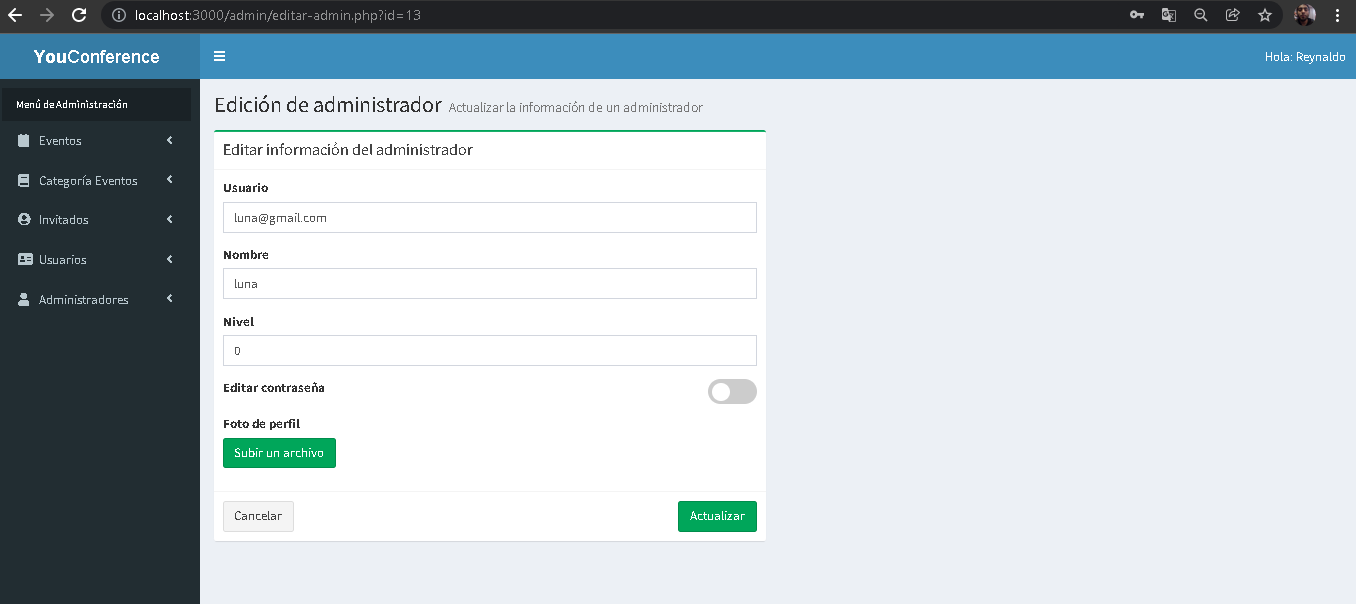 localhost:3000/admin/editar-admin.php?id=13
YouConference
Hola: Reynaldo
Menú de Administración
Eventos
Categoría Eventos
Invitados
Usuarios
Administradores
Edición de administrador Actualizar la información de un administrador
Editar información del administrador
Usuario
luna@gmail.com
Nombre
luna
Nivel
0
Editar contraseña
Foto de perfil
Subir un archivo
Cancelar
Actualizar